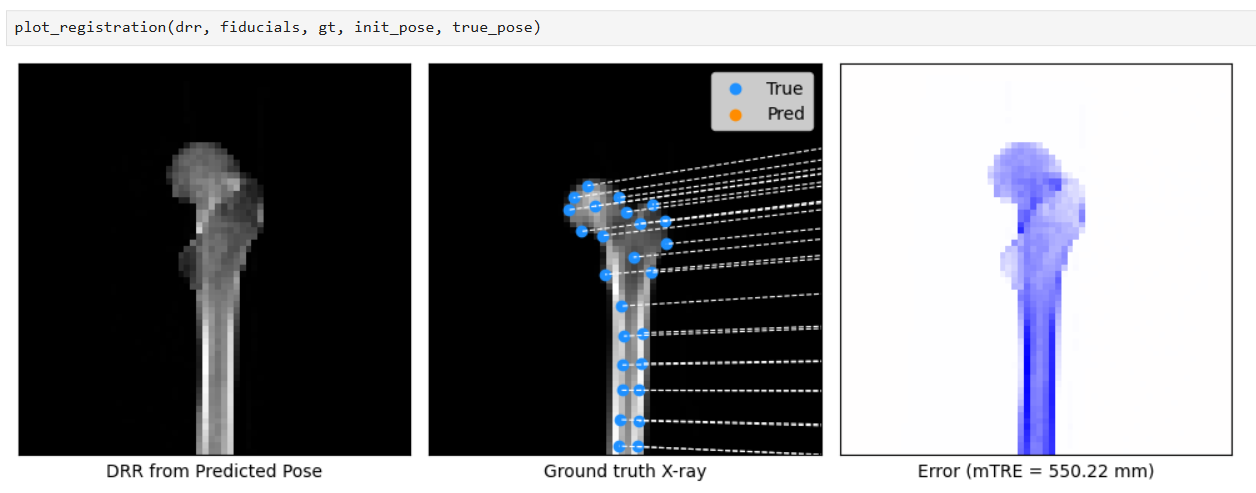 plot_registration(drr, fiducials, gt, init_pose, true_pose)
True
Pred
DRR from Predicted Pose
Ground truth X-ray
Error (mTRE = 550.22 mm)